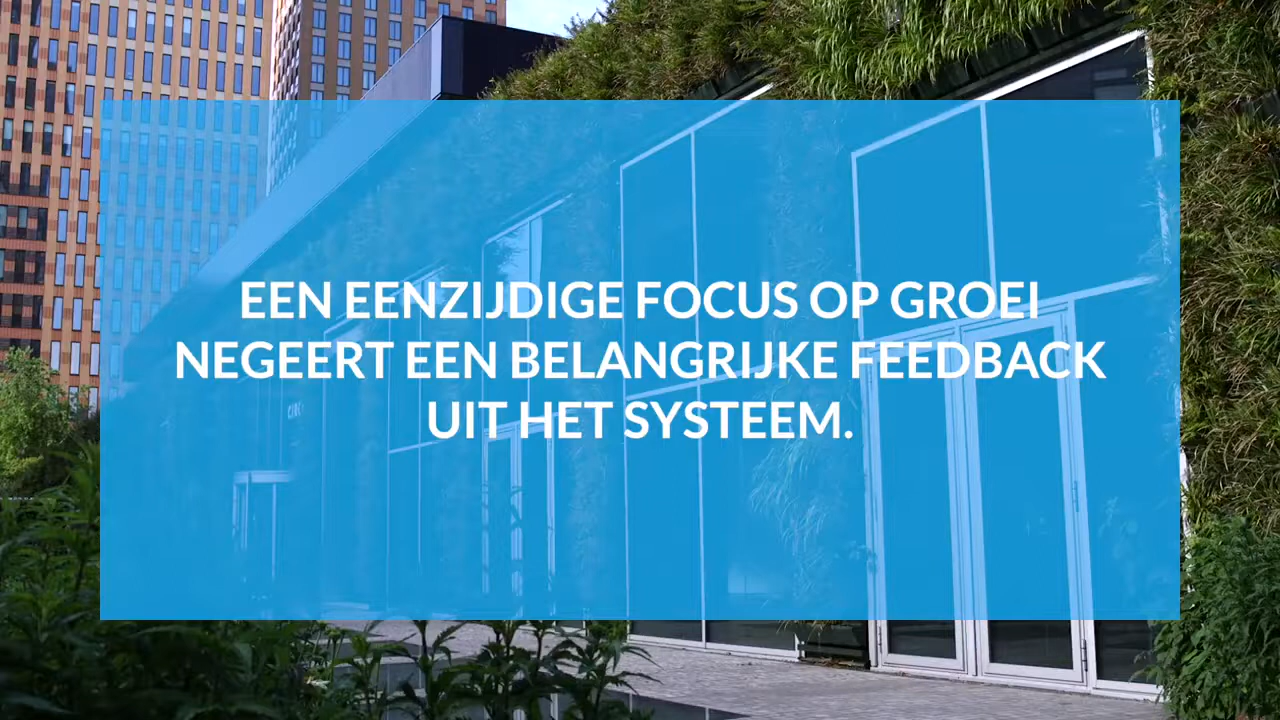 EEN EENZIJDIGE FOCUS OP GROEI
NEGEERT EEN BELANGRIJKE FEEDBACK
UIT HET SYSTEEM.